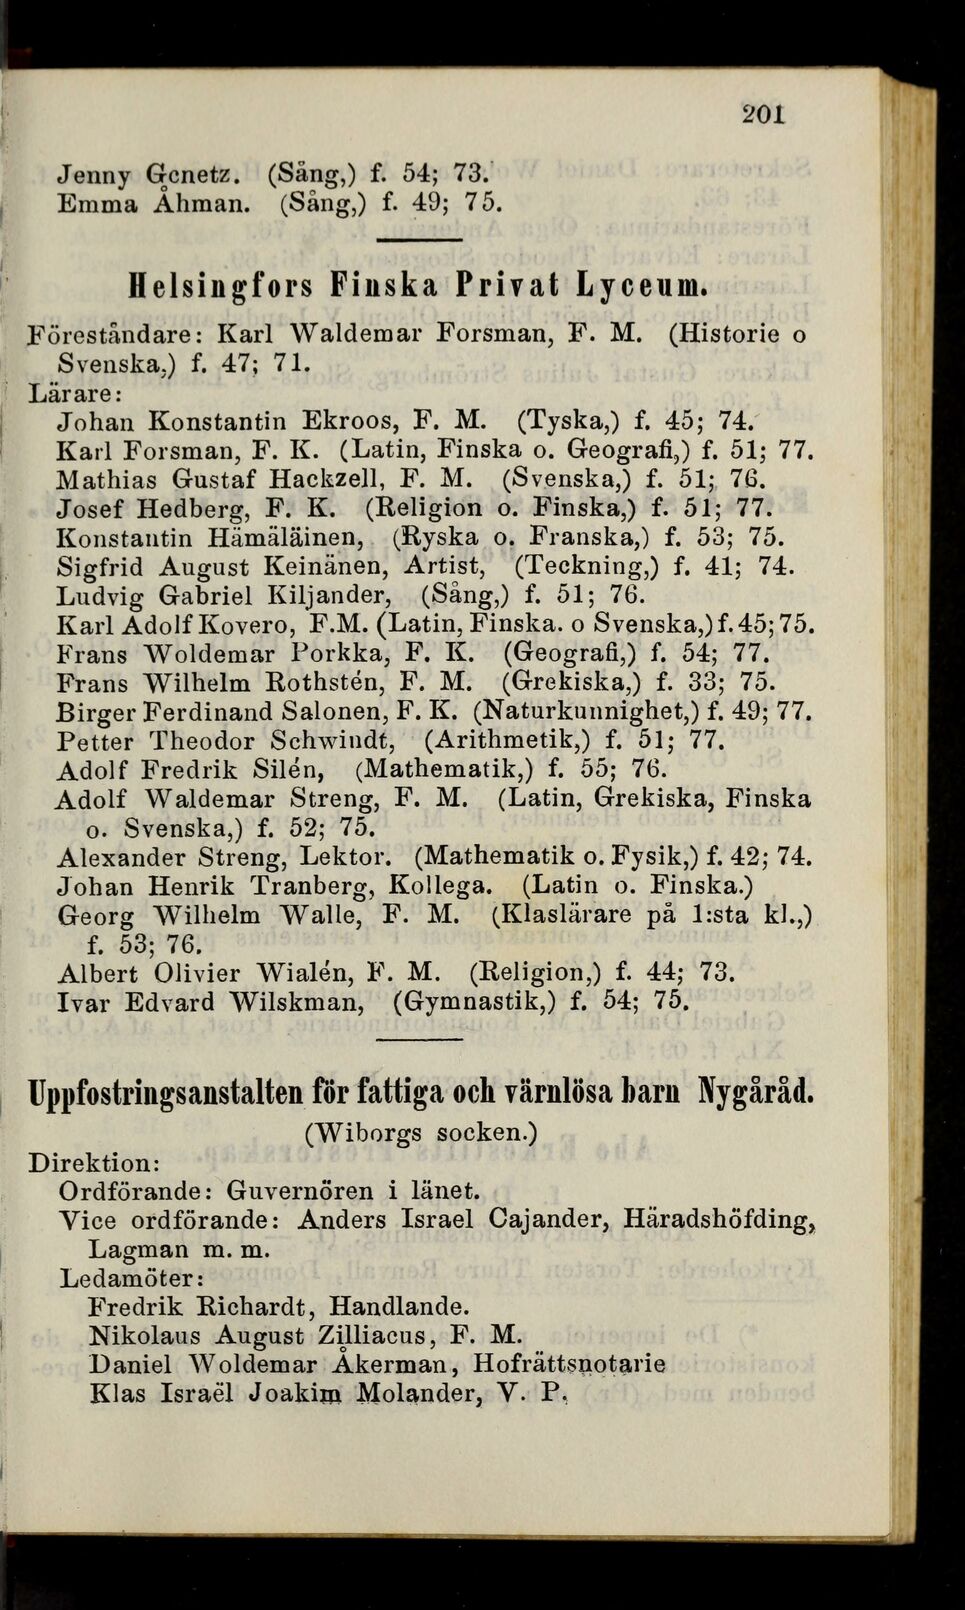 201
Jenny Genetz. (Sång,) f. 54; 73.
Emma Åhman. (Sång,) f. 49; 75.
Helsingfors Finska Privat Lyceum.
Föreståndare: Karl Waldemar Forsman, F. M. (Historie o
Svenska,) f. 47; 71.
Lärare:
Johan Konstantin Ekroos, F. M. (Tyska,) f. 45; 74.
Karl Forsman, F. K. (Latin, Finska o. Geografi,) f. 51; 77.
Mathias Gustaf Hackzell, F. M. (Svenska,) f. 51; 76.
Josef Hedberg, F. K. (Religion o. Finska,) f. 51; 77.
Konstantin Hämäläinen, (Ryska o. Franska,) f. 53; 75.
Sigfrid August Keinänen, Artist, (Teckning,) f. 41; 74.
Ludvig Gabriel Kiljander, (Sång,) f. 51; 76.
Karl Adolf Kovero, F.M. (Latin, Finska. o Svenska,) f. 45; 75.
Frans Woldemar Porkka, F. K. (Geografi,) f. 54; 77.
Frans Wilhelm Rothstén, F. M. (Grekiska,) f. 33; 75.
Birger Ferdinand Salonen, F. K. (Naturkunnighet,) f. 49; 77.
Petter Theodor Schwindt, (Arithmetik,) f. 51; 77.
Adolf Fredrik Silén, (Mathematik,) f. 55; 76.
Adolf Waldemar Streng, F. M. (Latin, Grekiska, Finska
o. Svenska,) f. 52; 75.
Alexander Streng, Lektor. (Mathematik o. Fysik,) f. 42; 74.
Johan Henrik Tranberg, Kollega. (Latin o. Finska.)
Georg Wilhelm Walle, F. M. (Klaslärare på 1:sta kl.,)
f. 53; 76.
Albert Olivier Wialén, F. M. (Religion,) f. 44; 73.
Ivar Edvard Wilskman, (Gymnastik,) f. 54; 75.
Uppfostringsanstalten för fattiga och värnlösa barn Nygåråd.
(Wiborgs socken.)
Direktion:
Ordförande: Guvernören i länet.
Vice ordförande: Anders Israel Cajander, Häradshöfding,
Lagman m. m.
Ledamöter:
Fredrik Richardt, Handlande.
Nikolaus August Zilliacus, F. M.
Daniel Woldemar Åkerman, Hofrättsnotarie
Klas Israël Joakim Molander, V. P.